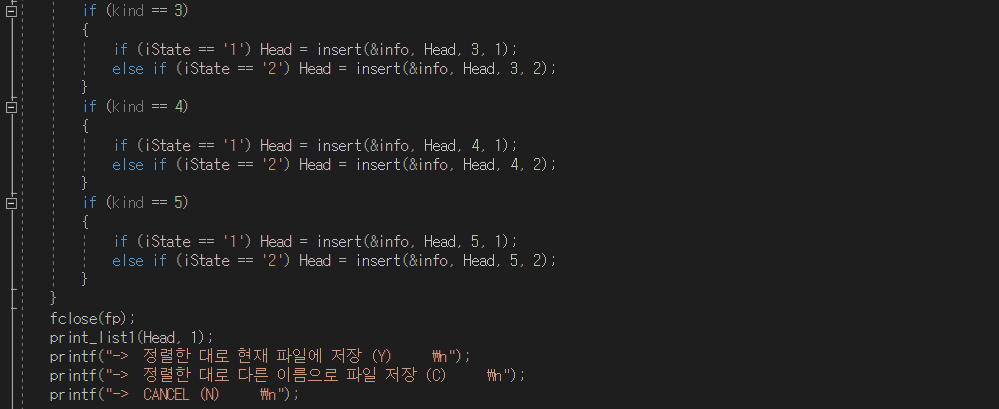 if (kind == 3)
{
if (iState == '1') Head = insert(&info, Head, 3, 1);
else if (iState == '2') Head = insert(&info, Head, 3, 2);
}
if (kind == 4)
{
if (iState == '1') Head = insert(&info, Head, 4, 1);
else if (iState == '2') Head = insert(&info, Head, 4, 2);
}
if (kind == 5)
{
if (iState == '1') Head = insert(&info, Head, 5, 1);
else if (iState == '2') Head = insert(&info, Head, 5, 2);
}
}
fclose(fp);
print_list1(Head, 1);
printf("-> 정렬한 대로 현재 파일에 저장 (Y) ₩n");
printf("-> 정렬한 대로 다른 이름으로 파일 저장 (C) ₩n");
printf("-> CANCEL (N) ₩n");